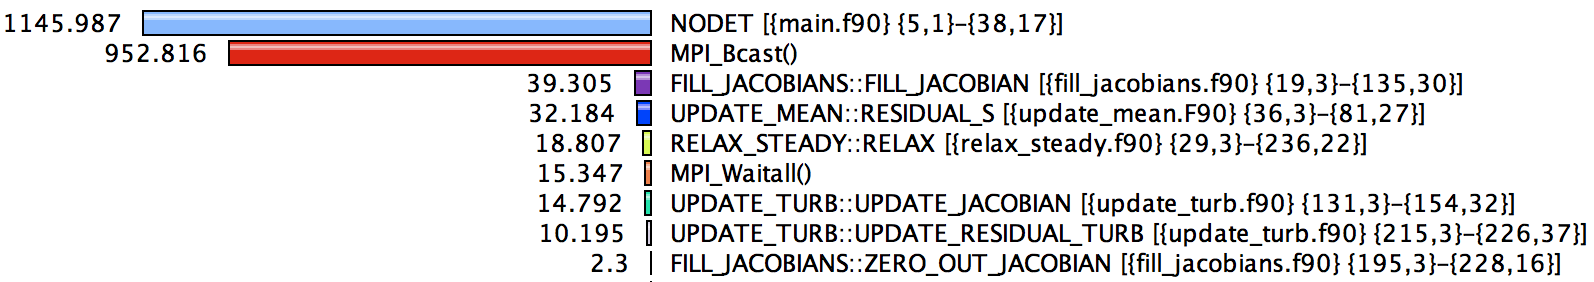 1145.987 NODET [{main.f90} {5,1}-{38,17}]
952.816 MPI_Bcast()
39.305 FILL_JACOBIANS::FILL_JACOBIAN [{fill_jacobians.f90} {19,3}-{135,30}]
32.184 UPDATE_MEAN::RESIDUAL_S [{update_mean.F90} {36,3}-{81,27}]
18.807 RELAX_STEADY::RELAX [{relax_steady.f90} {29,3}-{236,22}]
15.347 MPI_Waitall()
14.792 UPDATE_TURB::UPDATE_JACOBIAN [{update_turb.f90} {131,3}-{154,32}]
10.195 UPDATE_TURB::UPDATE_RESIDUAL_TURB [{update_turb.f90} {215,3}-{226,37}]
2.3 FILL_JACOBIANS::ZERO_OUT_JACOBIAN [{fill_jacobians.f90} {195,3}-{228,16}]